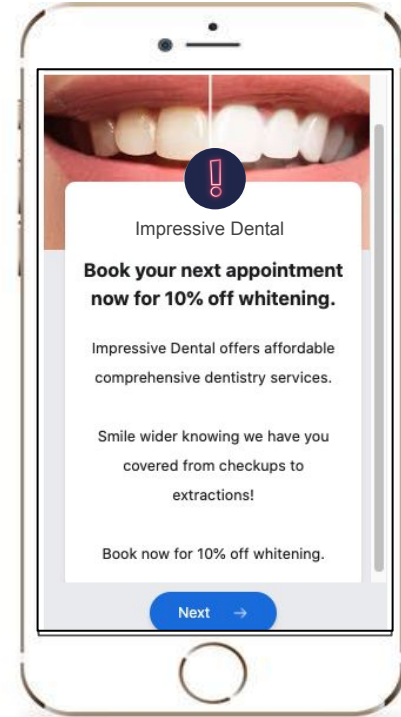 Impressive Dental
Book your next appointment
now for 10% off whitening.
Impressive Dental offers affordable
comprehensive dentistry services.
Smile wider knowing we have you
covered from checkups to
extractions!
Book now for 10% off whitening.
Next →